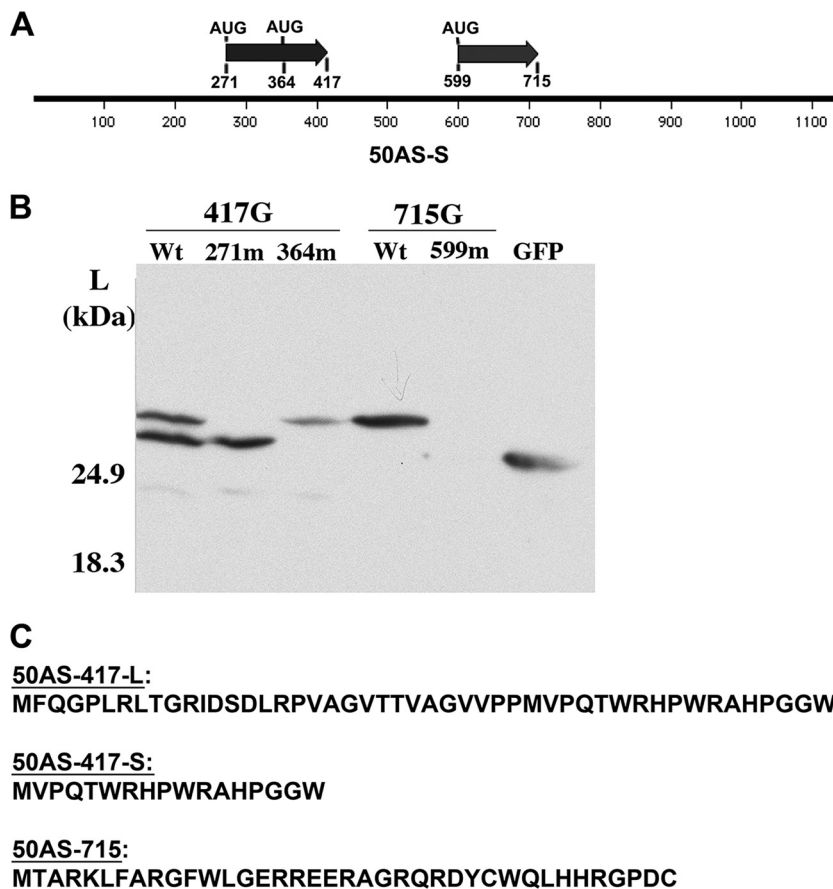 A
AUG AUG AUG
271 364 417 599 715
100 200 300 400 500 600 700 800 900 1000 1100
50AS-S
B
417G 715G
Wt 271m 364m Wt 599m GFP
L
(kDa)
24.9
18.3
C
50AS-417-L:
MFQGPLRLTGRIDSDLRPVAGVTTVAGVVPPMVPQTWRHPWRAHPGGW
50AS-417-S:
MVPQTWRHPWRAHPGGW
50AS-715:
MTARKLFARGFWLGERREERAGRQRDYCWQLHHRGPDC